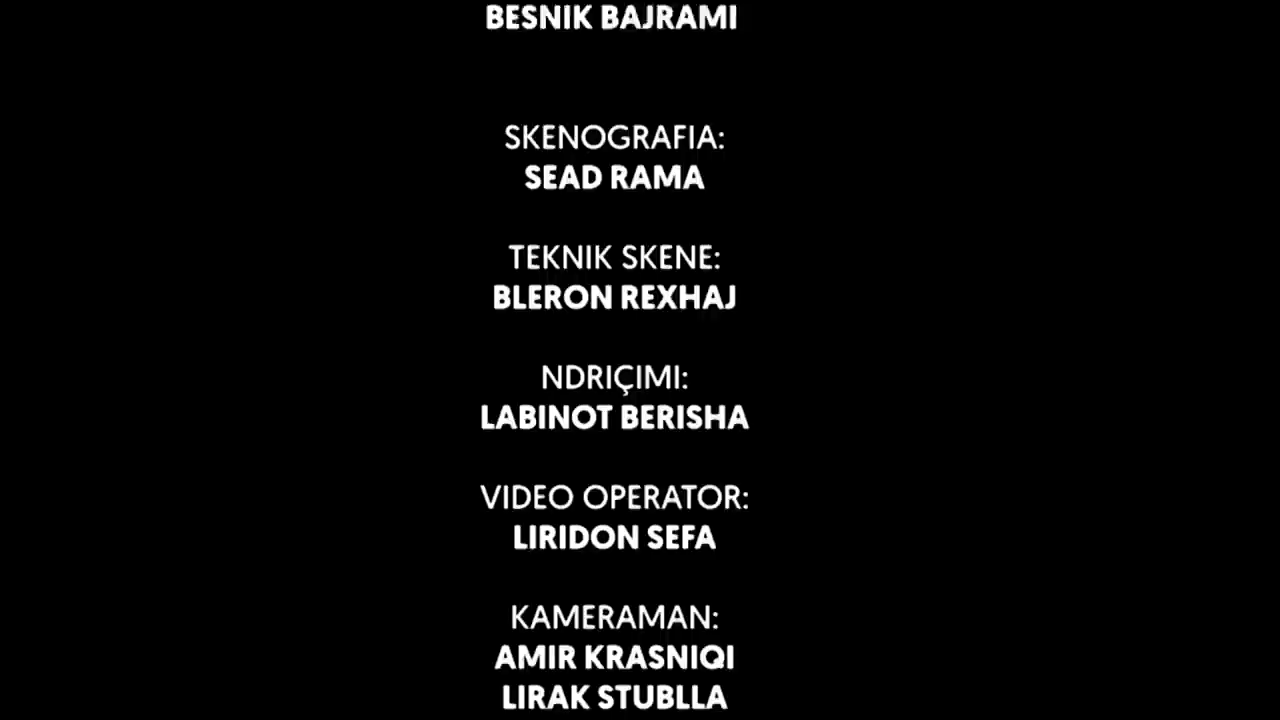 BESNIK BAJRAMI
SKENOGRAFIA:
SEAD RAMA
TEKNIK SKENE:
BLERON REXHAJ
NDRIÇIMI:
LABINOT BERISHA
VIDEO OPERATOR:
LIRIDON SEFA
KAMERAMAN:
AMIR KRASNIQI
LIRAK STUBLLA